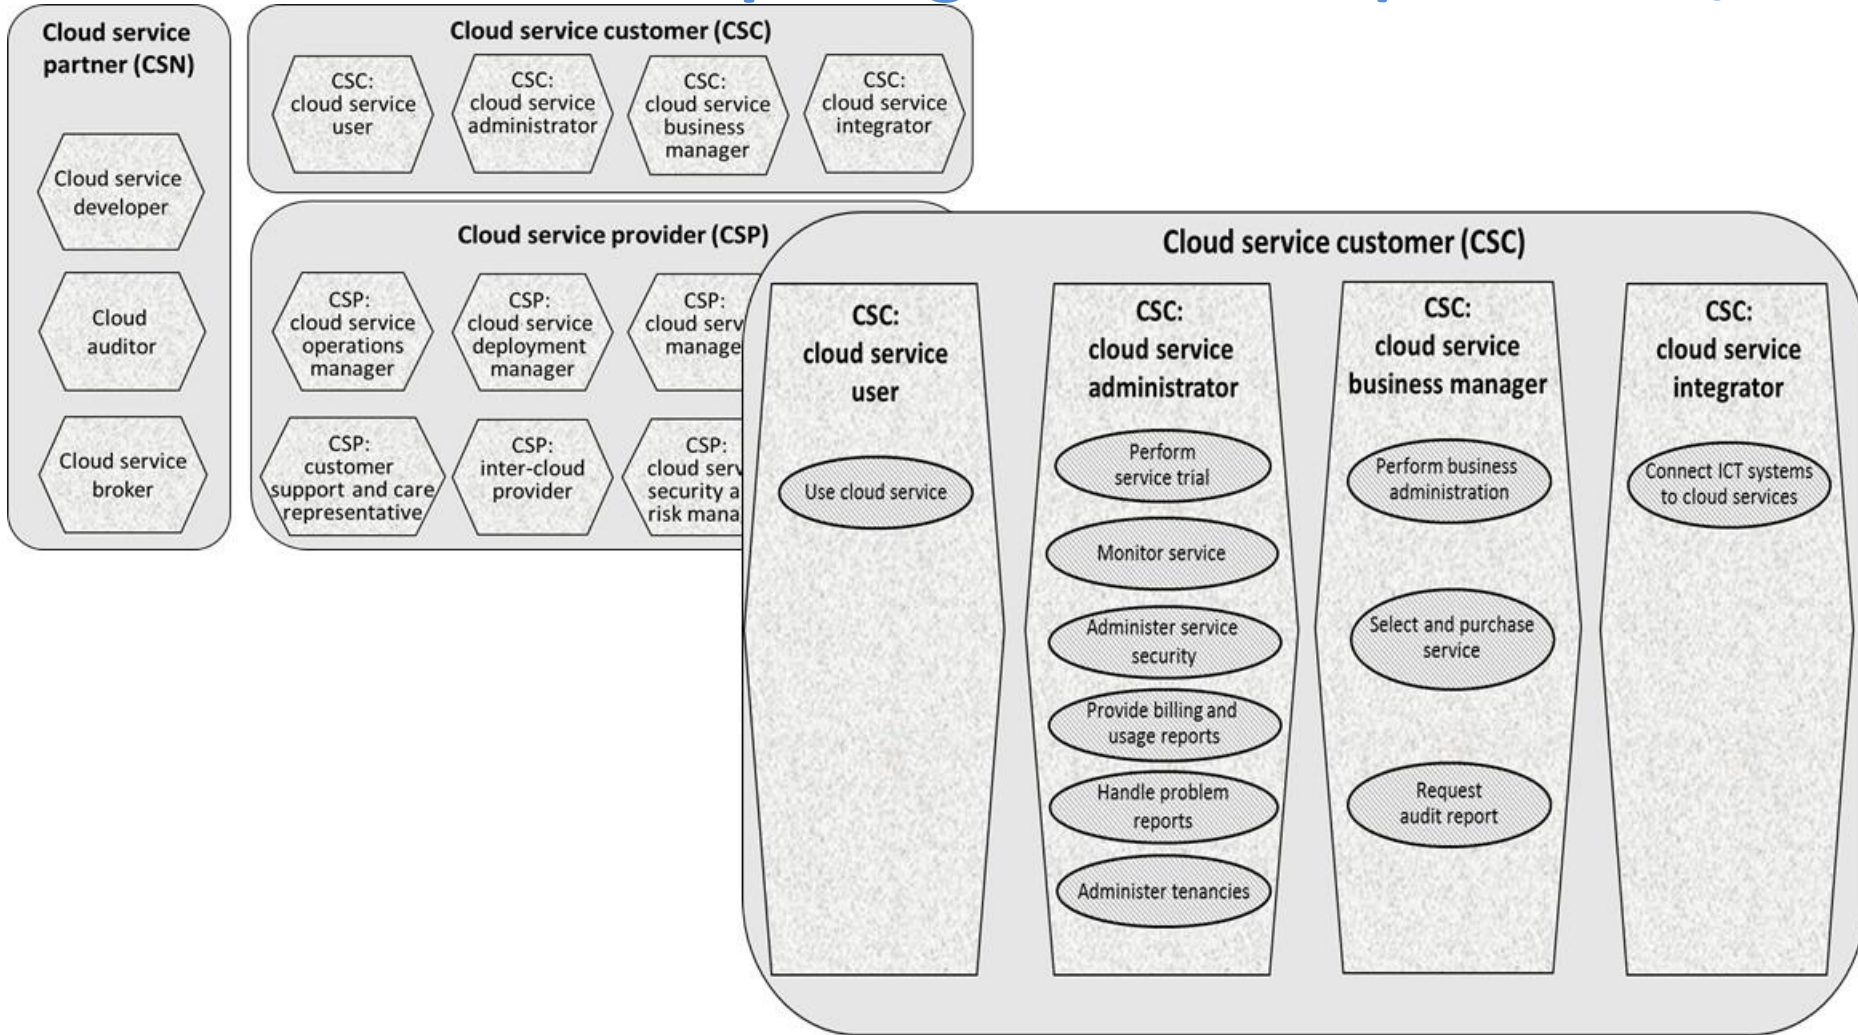 Cloud service
partner (CSN)
Cloud service
developer
Cloud
auditor
Cloud service
broker
Cloud service customer (CSC)
CSC:
cloud service
user
CSC:
cloud service
administrator
CSC:
cloud service
business
manager
CSC:
cloud service
integrator
Cloud service provider (CSP)
CSP:
cloud service
operations
manager
CSP:
cloud service
deployment
manager
CSP:
cloud
CSP:
customer
support and care
representative
CSP:
inter-cloud
provider
CSP:
cloud
security
risk
Cloud service customer (CSC)
CSC:
cloud service
user
Use cloud service
CSC:
cloud service
administrator
Perform
service trial
Monitor service
Administer service
security
Provide billing and
usage reports
Handle problem
reports
Administer tenancies
CSC:
cloud service
business manager
Perform business
administration
Select and purchase
service
Request
audit report
CSC:
cloud service
integrator
Connect ICT systems
to cloud services